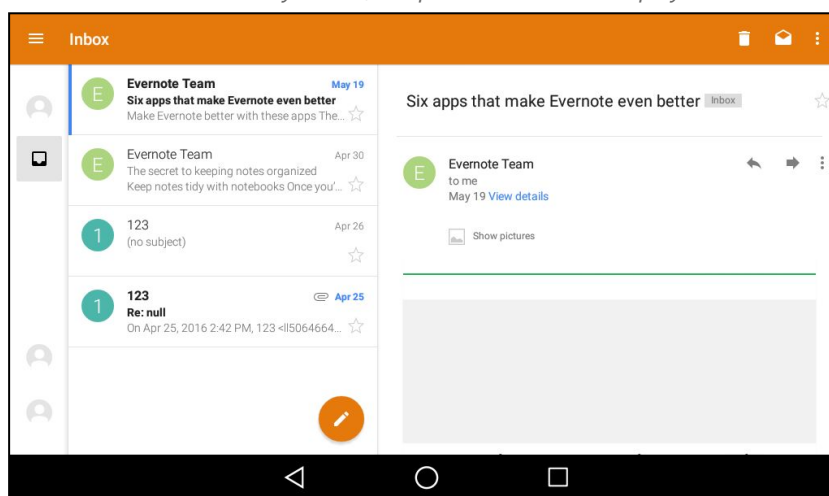 Inbox
E
Evernote Team May 19
Six apps that make Evernote even better
Make Evernote better with these apps The...
E
Evernote Team Apr 30
The secret to keeping notes organized
Keep notes tidy with notebooks Once you'...
1
123 Apr 26
(no subject)
1
123 Apr 25
Re: null
On Apr 25, 2016 2:42 PM, 123 <ll5064664...
Six apps that make Evernote even better Inbox
E
Evernote Team
to me
May 19 View details
Show pictures